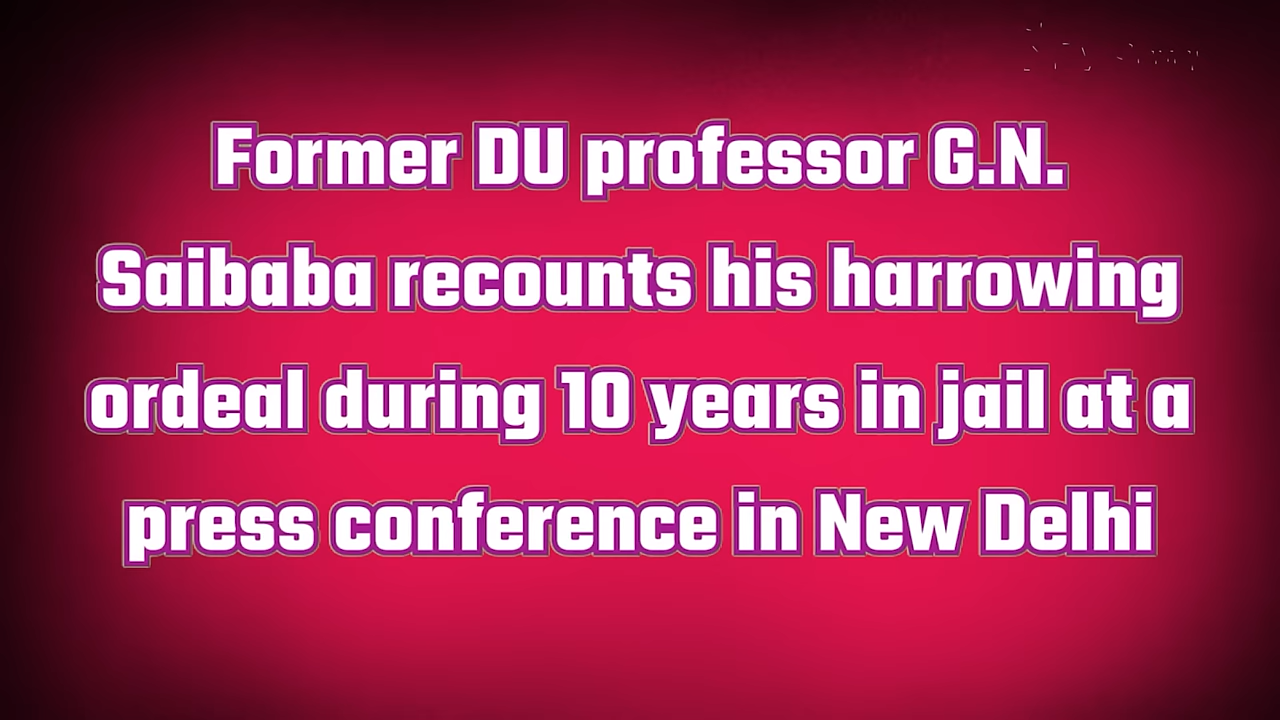 Former DU professor G.N.
Saibaba recounts his harrowing
ordeal during 10 years in jail at a
press conference in New Delhi